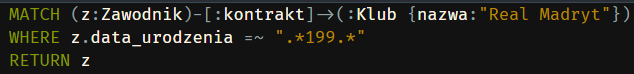 MATCH (z:Zawodnik)-[:kontrakt]->(:Klub {nazwa:"Real Madryt"})
WHERE z.data_urodzenia =~ ".*199.*"
RETURN z